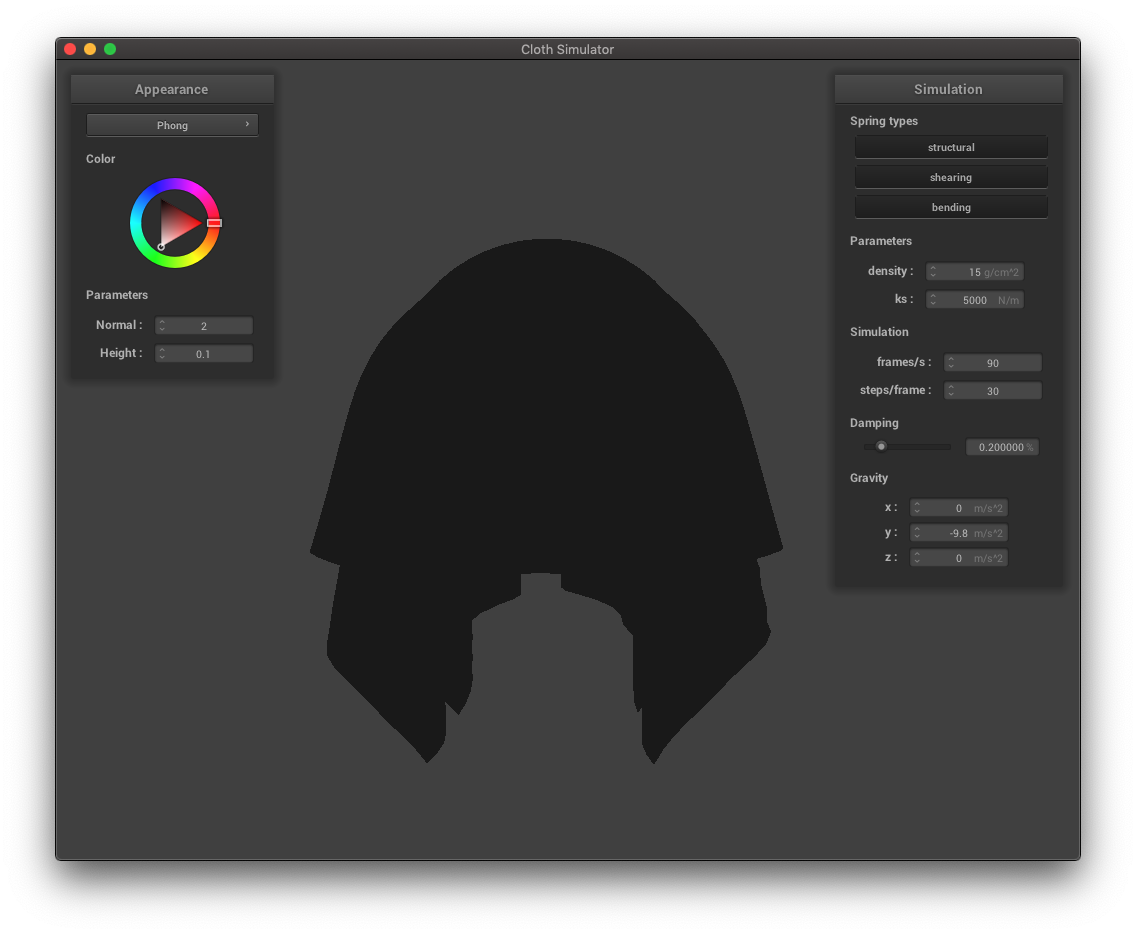 Cloth Simulator
Appearance
Phong ›
Color
Parameters
Normal : 2
Height : 0.1
Simulation
Spring types
structural
shearing
bending
Parameters
density : 15 g/cm^2
ks : 5000 N/m
Simulation
frames/s : 90
steps/frame : 30
Damping
0.200000 %
Gravity
x : 0 m/s^2
y : -9.8 m/s^2
z : 0 m/s^2